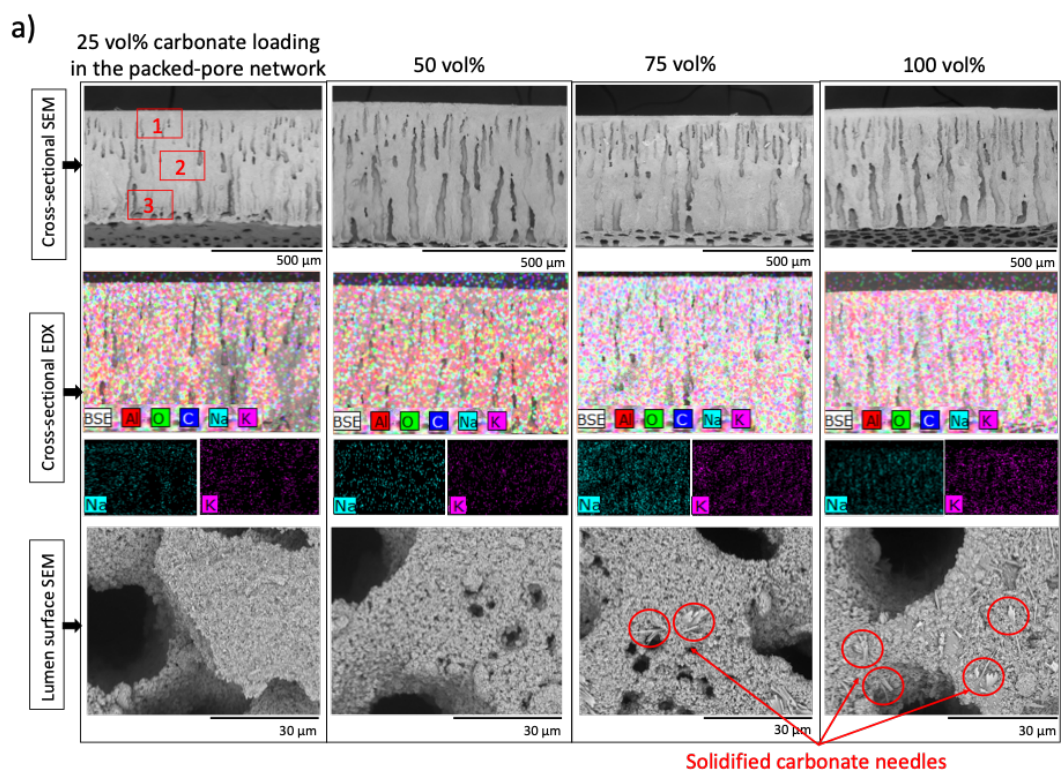 a)
25 vol% carbonate loading
in the packed-pore network
50 vol%
75 vol%
100 vol%
Cross-sectional SEM
1
2
3
500 µm
500 µm
500 µm
500 µm
Cross-sectional EDX
BSE Al O C Na K
BSE Al O C Na K
BSE Al O C Na K
BSE Al O C Na K
Na K
Na K
Na K
Na K
Lumen surface SEM
30 µm
30 µm
30 µm
30 µm
Solidified carbonate needles